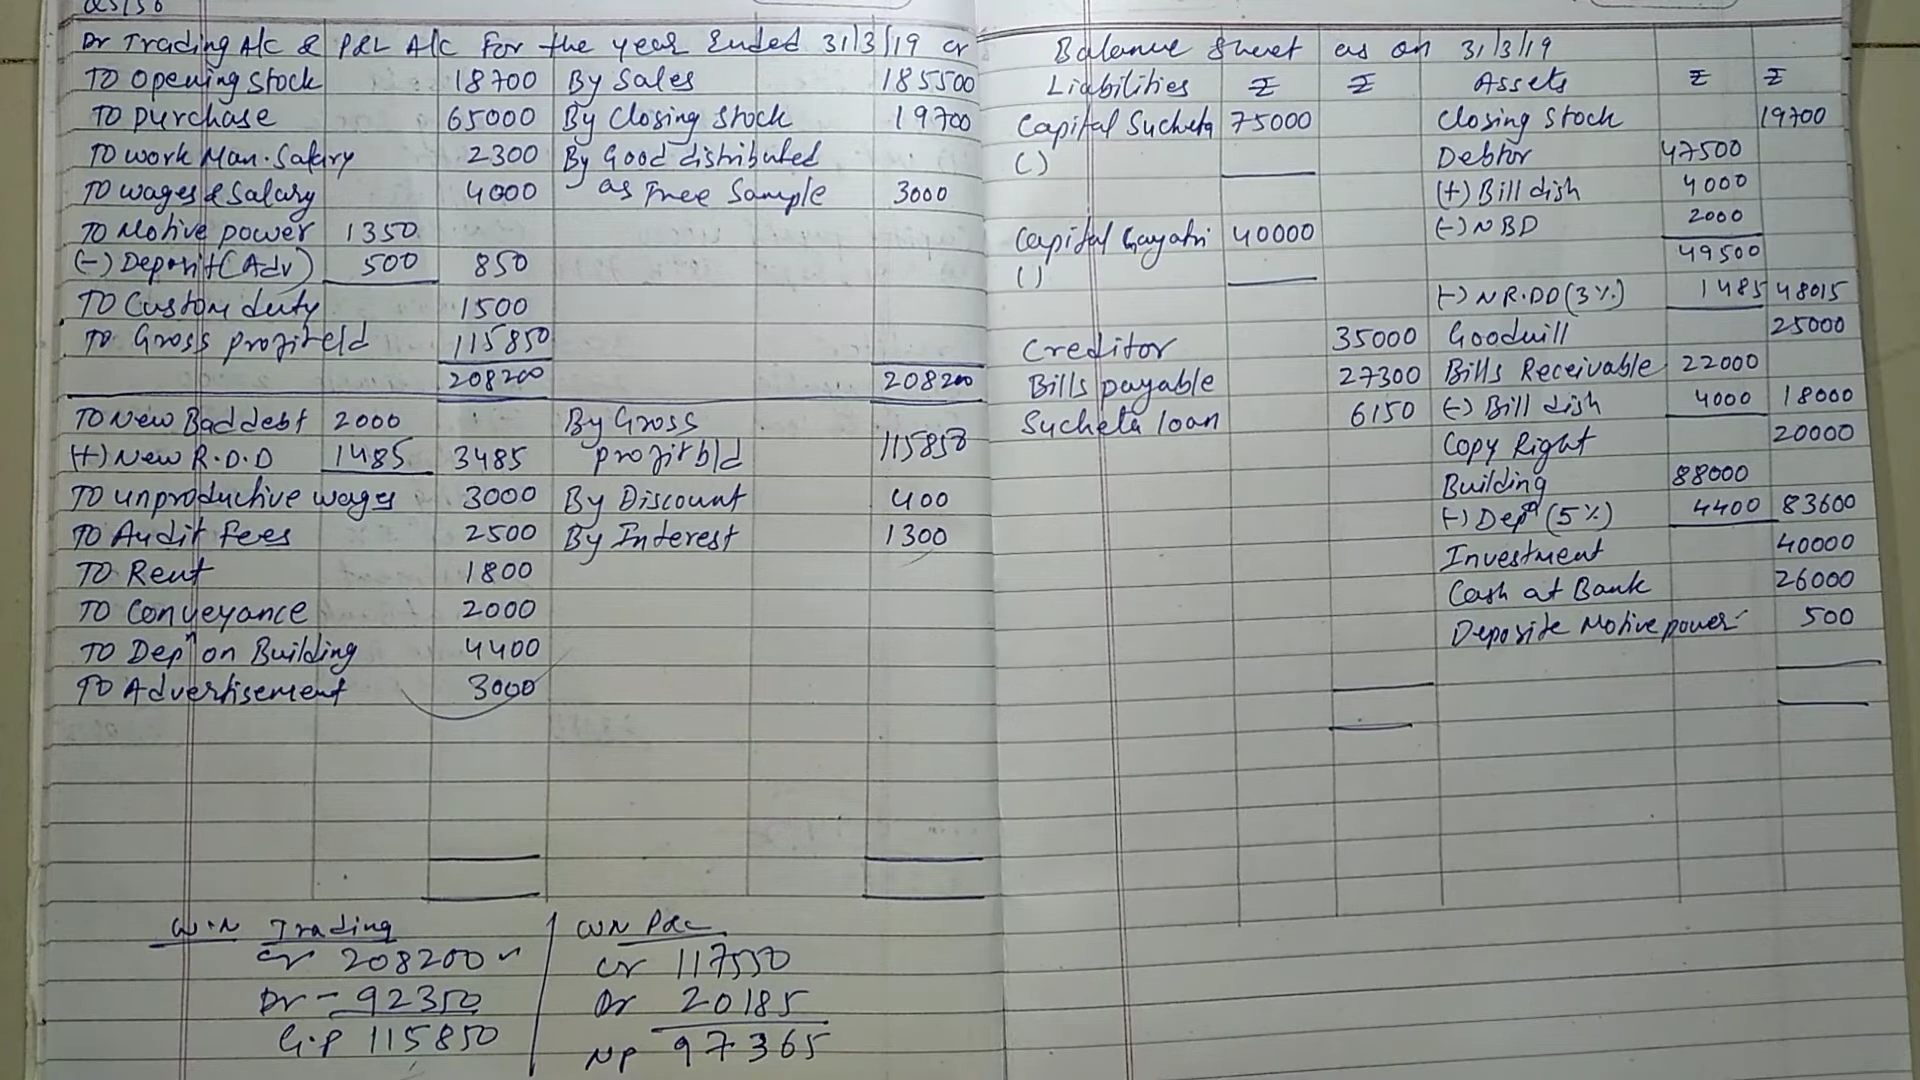 Dr Trading A/c & P&L A/c For the year Ended 31/3/19 Cr
To Opening Stock 18700 By Sales 185500
To purchase 65000 By Closing Stock 19700
To work Man. Salary 2300 By Good distributed
To wages & Salary 4000 as Free Sample 3000
To Motive power 1350
(-) Deposit (Adv) 500 850
To Custom duty 1500
To Gross profit c/d 115850
208200 208200
To New Bad debt 2000 By Gross
(+) New R.D.D 1485 3485 profit b/d 115850
To unproductive wages 3000 By Discount 400
To Audit Fees 2500 By Interest 1300
To Rent 1800
To Conveyance 2000
To Depn on Building 4400
To Advertisement 3000
W.N Trading
Cr 208200
Dr - 92350
G.P 115850
WN P&L
Cr 117550
Dr 20185
NP 97365
Balance Sheet as on 31/3/19
Liabilities ₹ ₹ Assets ₹ ₹
Capital Sucheta 75000 Closing Stock 19700
( ) Debtor 47500
(+) Bill dish 4000
Capital Gayatri 40000 (-) NBD 2000
( ) 49500
(-) N R.DD (3%) 1485 48015
Creditor 35000 Goodwill 25000
Bills payable 27300 Bills Receivable 22000
Sucheta loan 6150 (-) Bill dish 4000 18000
Copy Right 20000
Building 88000
(-) Depn (5%) 4400 83600
Investment 40000
Cash at Bank 26000
Deposite Motive power 500